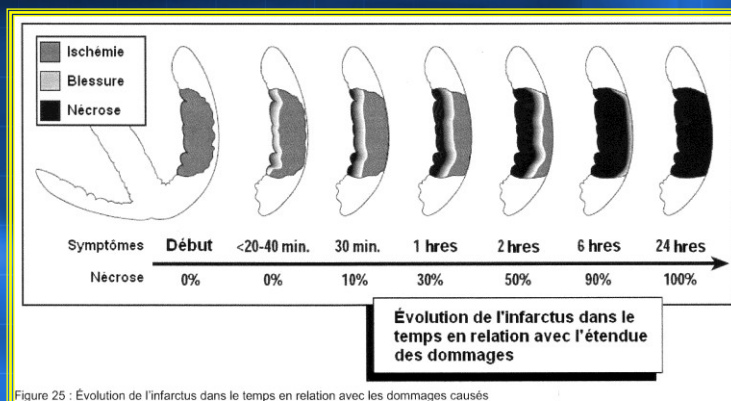 Ischémie
Blessure
Nécrose
Symptômes Début <20-40 min. 30 min. 1 hres 2 hres 6 hres 24 hres
Nécrose 0% 0% 10% 30% 50% 90% 100%
Évolution de l'infarctus dans le
temps en relation avec l'étendue
des dommages
Figure 25 : Évolution de l'infarctus dans le temps en relation avec les dommages causés